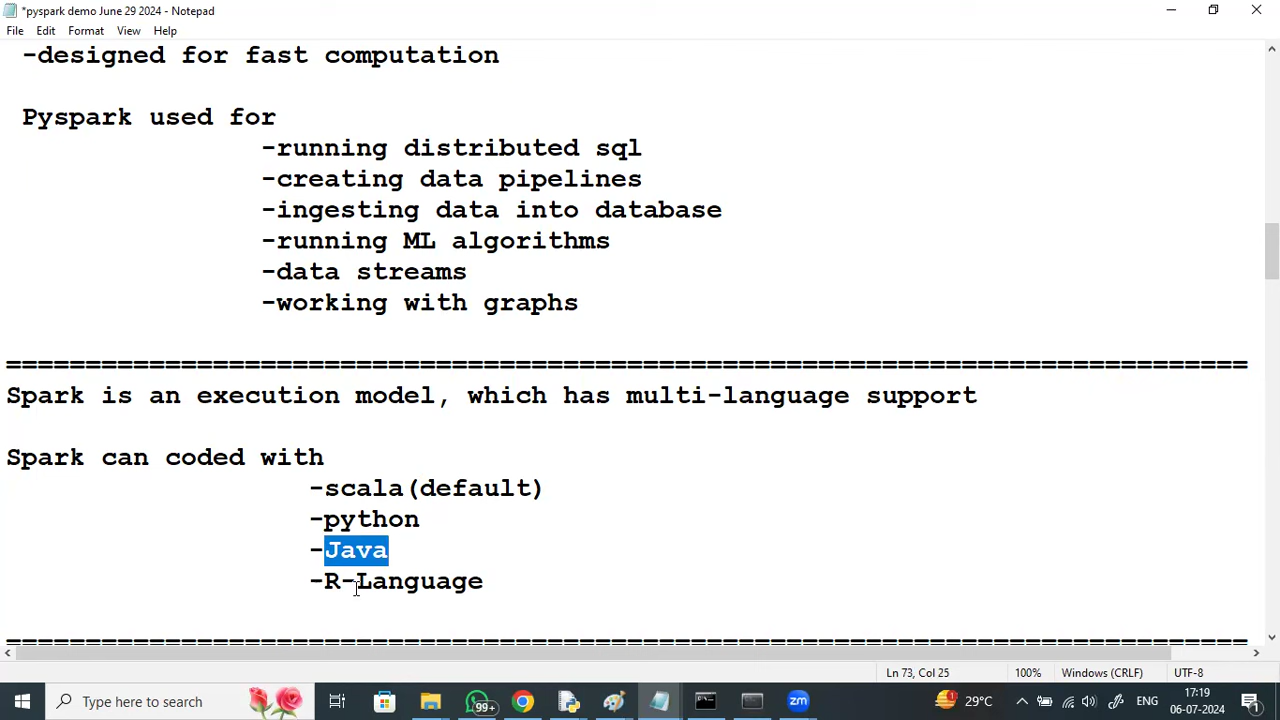 *pyspark demo June 29 2024 - Notepad
File Edit Format View Help
-designed for fast computation
Pyspark used for
-running distributed sql
-creating data pipelines
-ingesting data into database
-running ML algorithms
-data streams
-working with graphs
==============================================================================
Spark is an execution model, which has multi-language support
Spark can coded with
-scala(default)
-python
-Java
-R-Language
==============================================================================
Ln 73, Col 25 100% Windows (CRLF) UTF-8
Type here to search 99+ zm 1 29°C ENG 17:19 06-07-2024 1